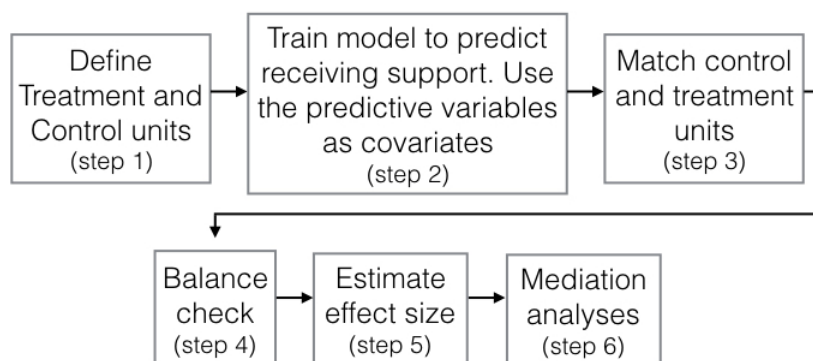 Define
Treatment and
Control units
(step 1)
Train model to predict
receiving support. Use
the predictive variables
as covariates
(step 2)
Match control
and treatment
units
(step 3)
Balance
check
(step 4)
Estimate
effect size
(step 5)
Mediation
analyses
(step 6)